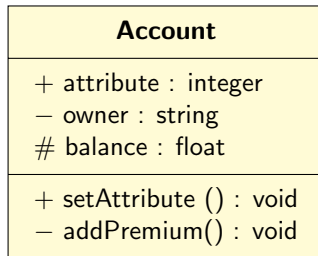 Account
+ attribute : integer
− owner : string
# balance : float
+ setAttribute () : void
− addPremium() : void